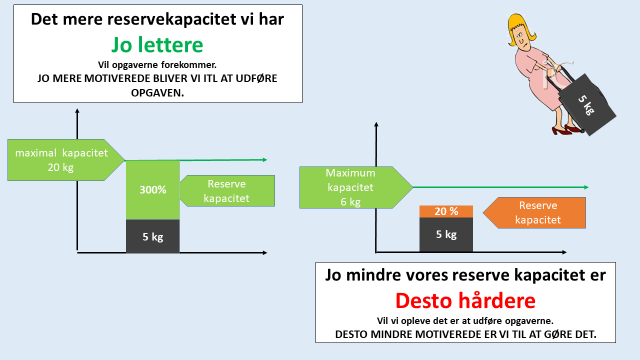 Det mere reservekapacitet vi har
Jo lettere
Vil opgaverne forekommer.
JO MERE MOTIVEREDE BLIVER VI ITL AT UDFØRE
OPGAVEN.
5 kg
maximal kapacitet
20 kg
300%
Reserve
kapacitet
5 kg
Maximum
kapacitet
6 kg
20 %
Reserve
kapacitet
5 kg
Jo mindre vores reserve kapacitet er
Desto hårdere
Vil vi opleve det er at udføre opgaverne.
DESTO MINDRE MOTIVEREDE ER VI TIL AT GØRE DET.